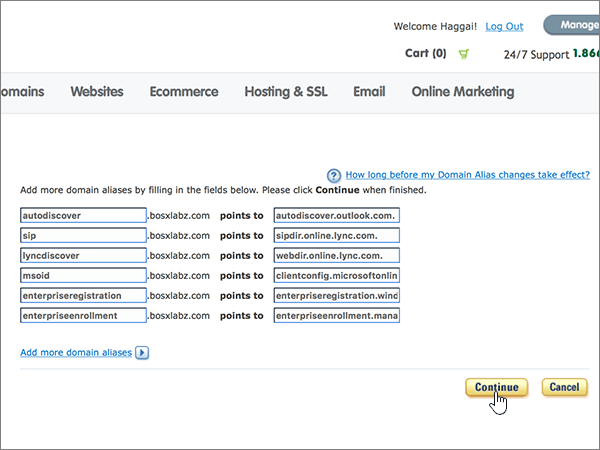 Welcome Haggai! Log Out Manage
Cart (0) 24/7 Support 1.866
omains Websites Ecommerce Hosting & SSL Email Online Marketing
? How long before my Domain Alias changes take effect?
Add more domain aliases by filling in the fields below. Please click Continue when finished.
autodiscover .bosxlabz.com points to autodiscover.outlook.com.
sip .bosxlabz.com points to sipdir.online.lync.com.
lyncdiscover .bosxlabz.com points to webdir.online.lync.com.
msoid .bosxlabz.com points to clientconfig.microsoftonlin
enterpriseregistration .bosxlabz.com points to enterpriseregistration.wind
enterpriseenrollment .bosxlabz.com points to enterpriseenrollment.mana
Add more domain aliases
Continue Cancel